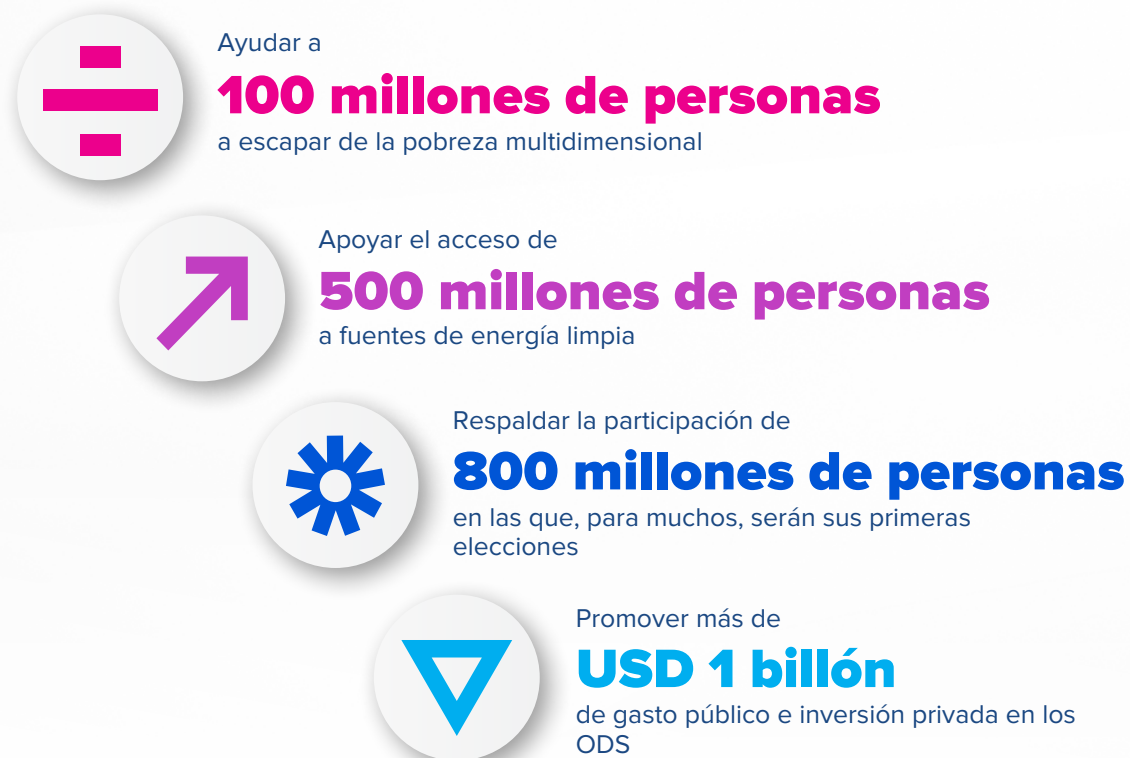 Ayudar a
100 millones de personas
a escapar de la pobreza multidimensional
Apoyar el acceso de
500 millones de personas
a fuentes de energía limpia
Respaldar la participación de
800 millones de personas
en las que, para muchos, serán sus primeras
elecciones
Promover más de
USD 1 billón
de gasto público e inversión privada en los
ODS